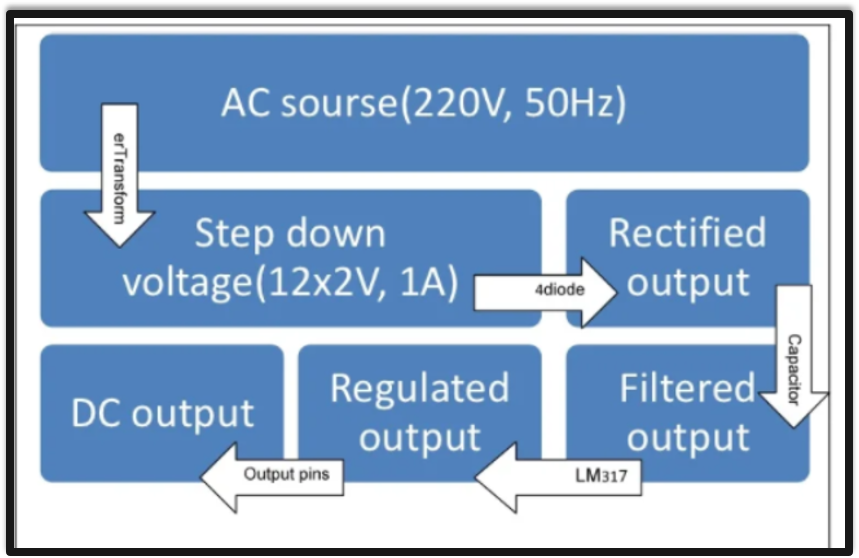 AC sourse(220V, 50Hz)
erTransform
Step down
voltage(12x2V, 1A)
4diode
Rectified
output
Capacitor
DC output
Output pins
Regulated
output
LM317
Filtered
output